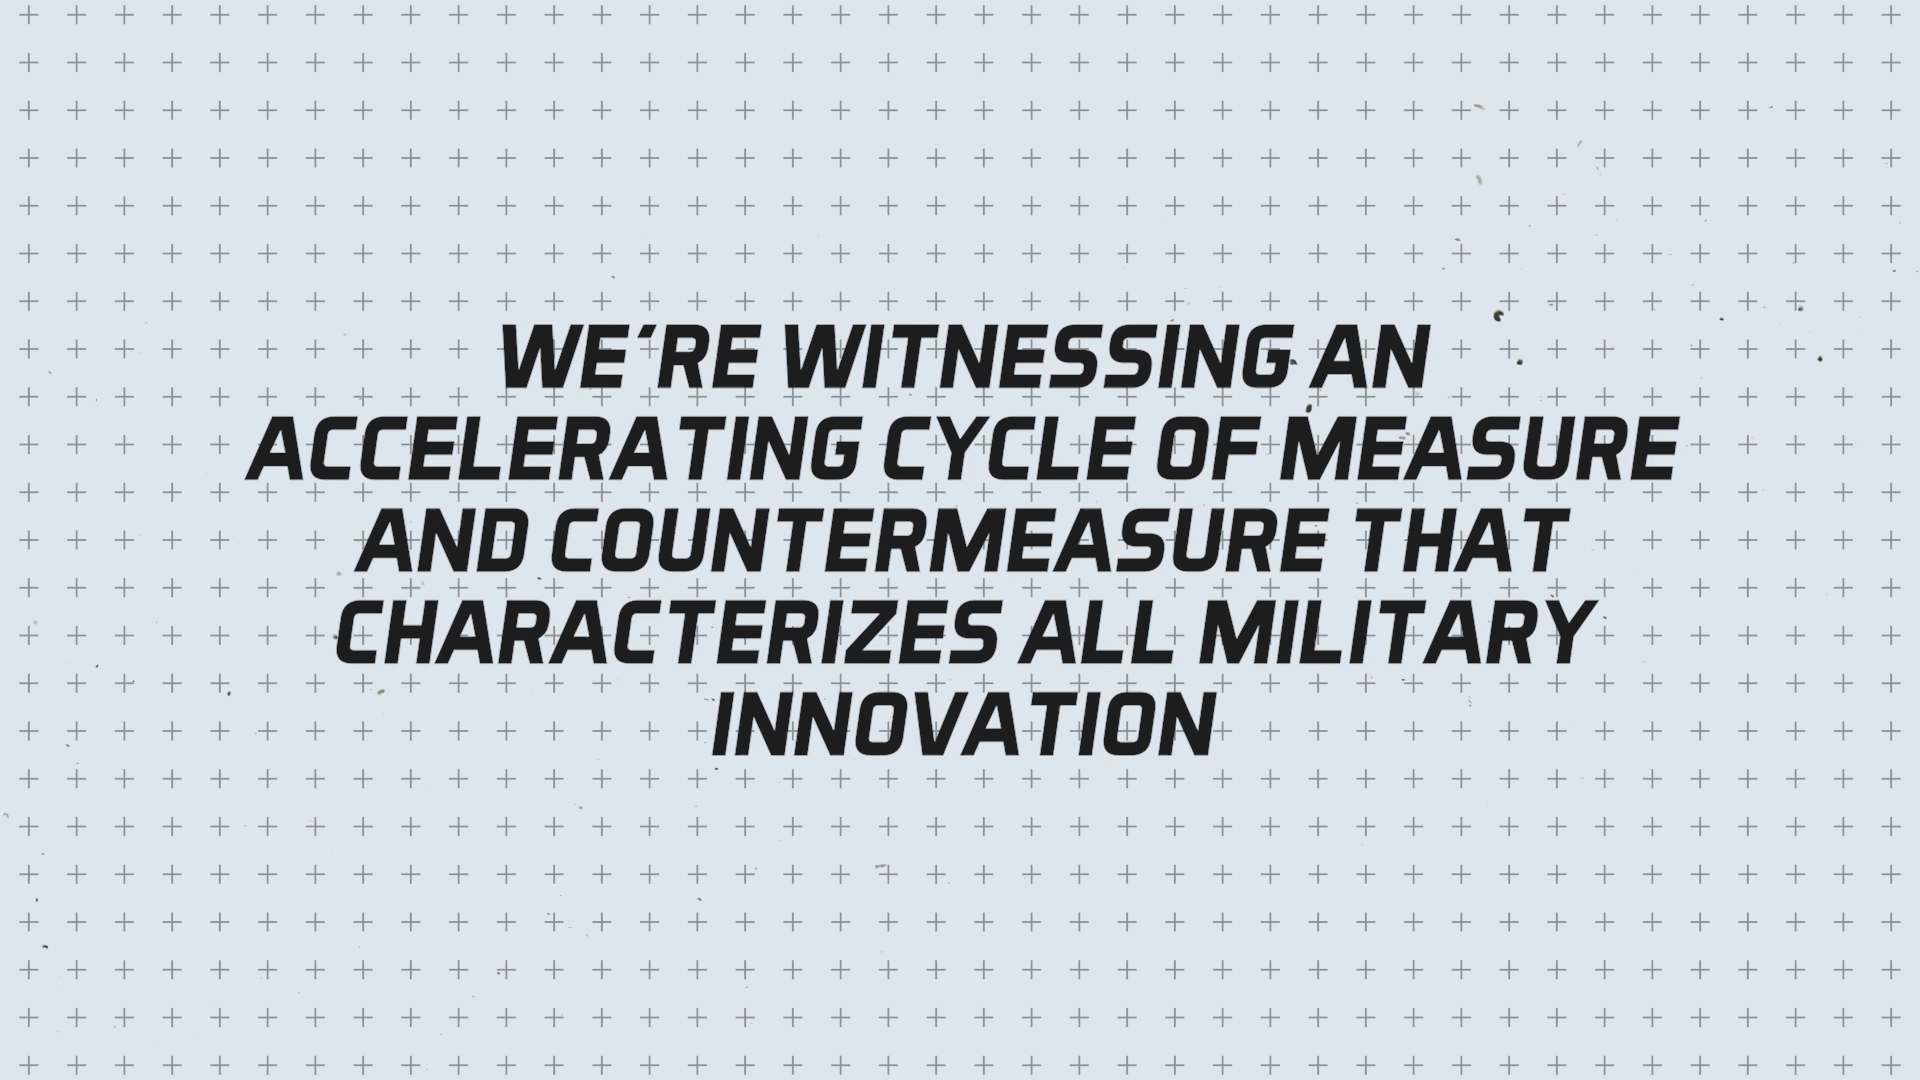 WE'RE WITNESSING AN
ACCELERATING CYCLE OF MEASURE
AND COUNTERMEASURE THAT
CHARACTERIZES ALL MILITARY
INNOVATION